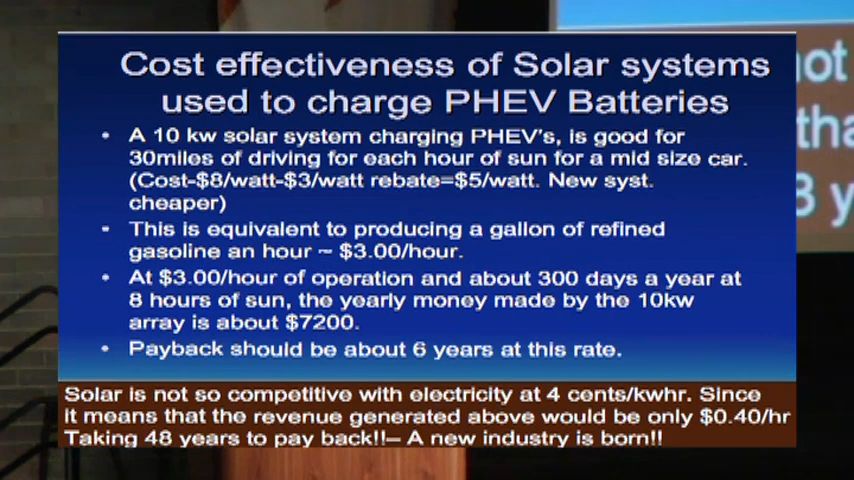 Cost effectiveness of Solar systems
used to charge PHEV Batteries
• A 10 kw solar system charging PHEV's, is good for
30miles of driving for each hour of sun for a mid size car.
(Cost-$8/watt-$3/watt rebate=$5/watt. New syst.
cheaper)
• This is equivalent to producing a gallon of refined
gasoline an hour ~ $3.00/hour.
• At $3.00/hour of operation and about 300 days a year at
8 hours of sun, the yearly money made by the 10kw
array is about $7200.
• Payback should be about 6 years at this rate.
Solar is not so competitive with electricity at 4 cents/kwhr. Since
it means that the revenue generated above would be only $0.40/hr
Taking 48 years to pay back!!– A new industry is born!!